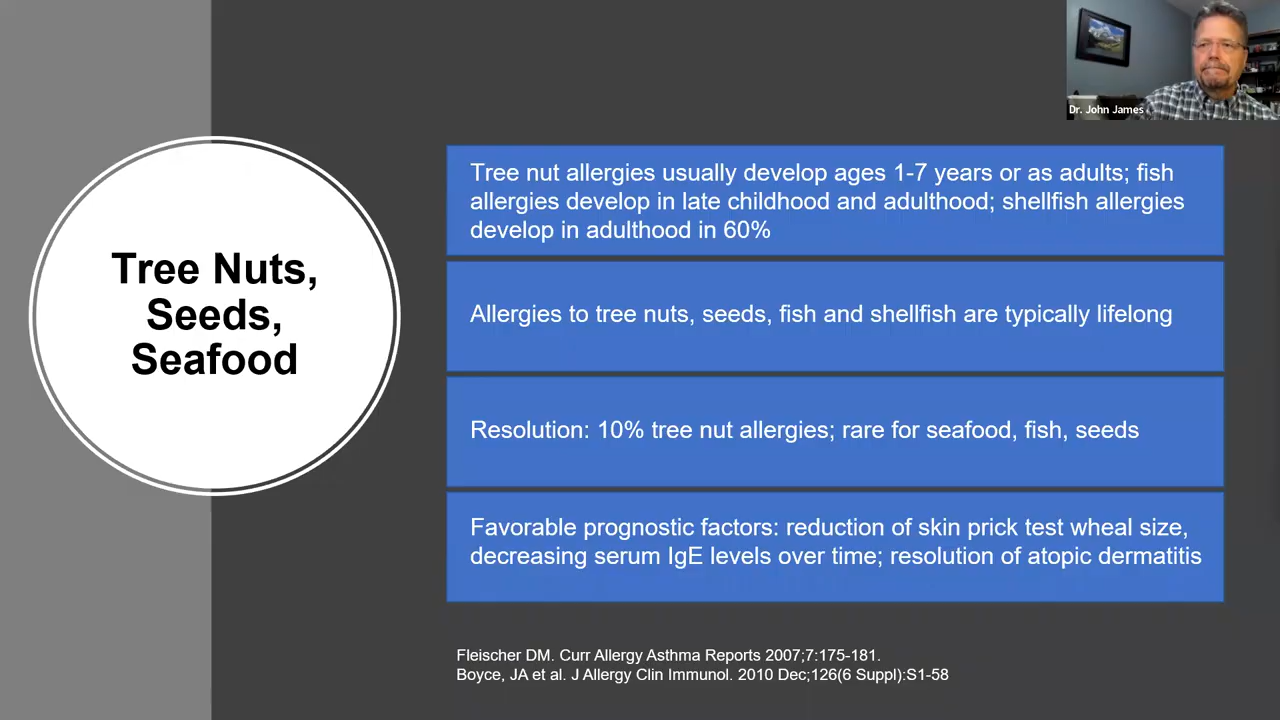 Dr. John James
Tree Nuts,
Seeds,
Seafood
Tree nut allergies usually develop ages 1-7 years or as adults; fish
allergies develop in late childhood and adulthood; shellfish allergies
develop in adulthood in 60%
Allergies to tree nuts, seeds, fish and shellfish are typically lifelong
Resolution: 10% tree nut allergies; rare for seafood, fish, seeds
Favorable prognostic factors: reduction of skin prick test wheal size,
decreasing serum IgE levels over time; resolution of atopic dermatitis
Fleischer DM. Curr Allergy Asthma Reports 2007;7:175-181.
Boyce, JA et al. J Allergy Clin Immunol. 2010 Dec;126(6 Suppl):S1-58